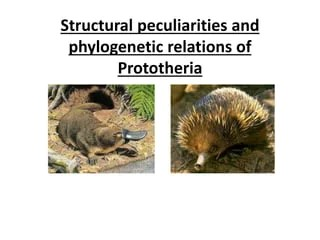 Structural peculiarities and
phylogenetic relations of
Prototheria